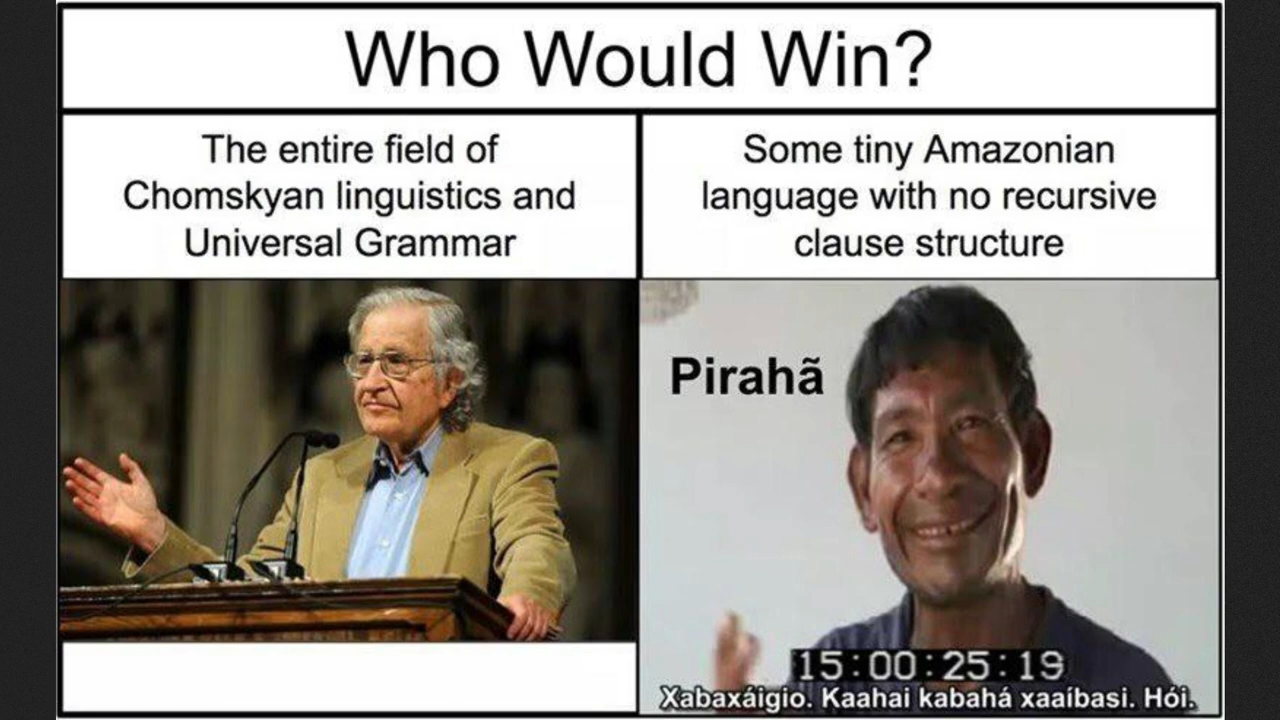 Who Would Win?
The entire field of
Chomskyan linguistics and
Universal Grammar
Some tiny Amazonian
language with no recursive
clause structure
Pirahã
15:00:25:19
Xabaxáigio. Kaahai kabahá xaaíbasi. Hói.